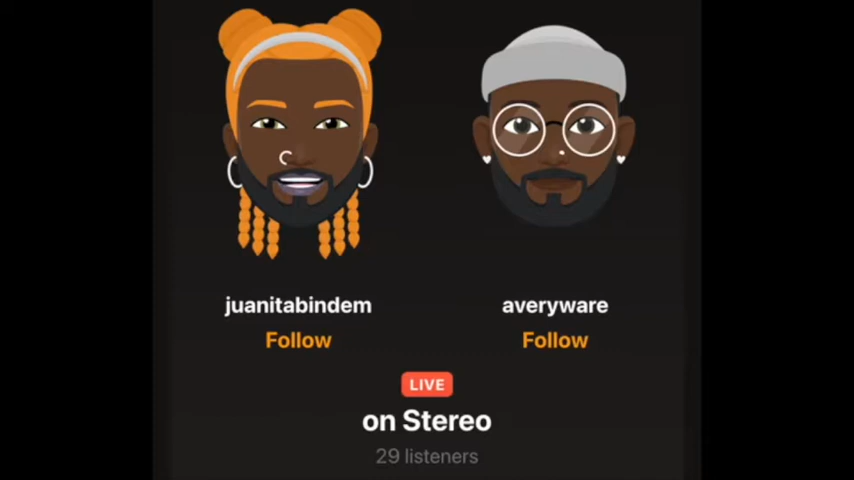 juanitabindem
averyware
Follow
Follow
LIVE
on Stereo
29 listeners